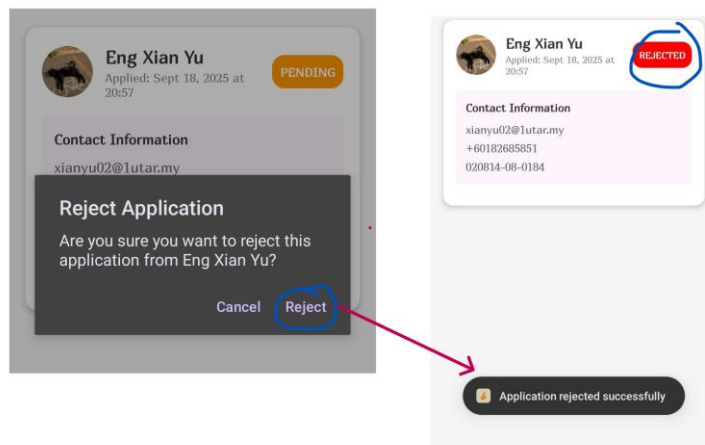 Eng Xian Yu
Applied: Sept 18, 2025 at
20:57
PENDING
Contact Information
xianyu02@1utar.my
Reject Application
Are you sure you want to reject this
application from Eng Xian Yu?
Cancel Reject
Eng Xian Yu
Applied: Sept 18, 2025 at
20:57
REJECTED
Contact Information
xianyu02@1utar.my
+60182685851
020814-08-0184
Application rejected successfully